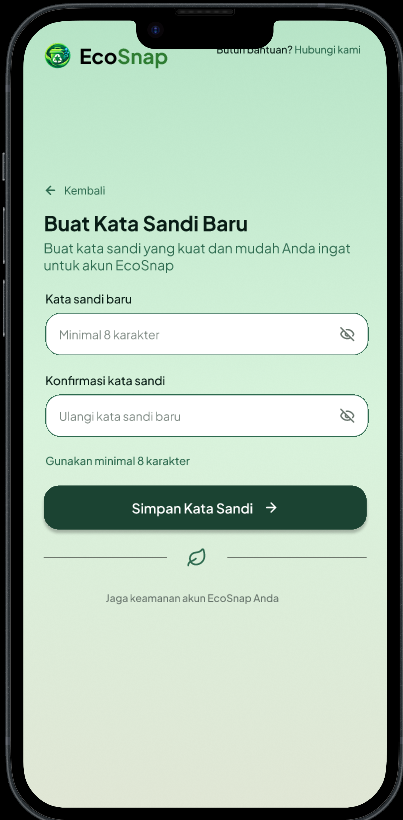 EcoSnap
Butuh bantuan? Hubungi kami
Kembali
Buat Kata Sandi Baru
Buat kata sandi yang kuat dan mudah Anda ingat
untuk akun EcoSnap
Kata sandi baru
Minimal 8 karakter
Konfirmasi kata sandi
Ulangi kata sandi baru
Gunakan minimal 8 karakter
Simpan Kata Sandi
Jaga keamanan akun EcoSnap Anda